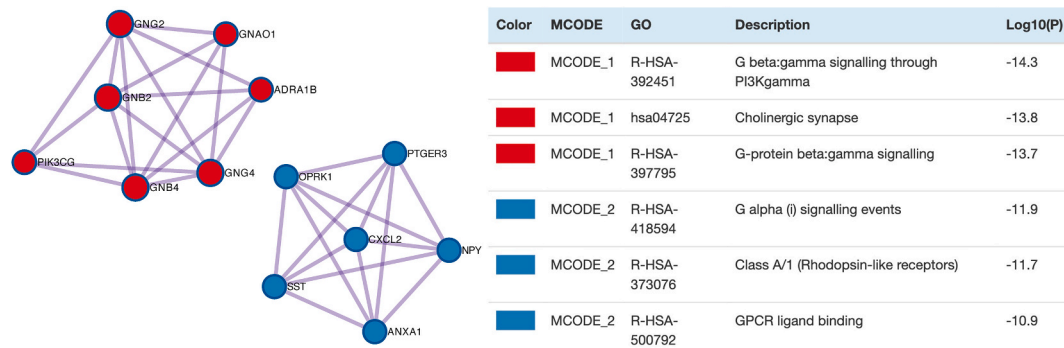 GNG2
GNAO1
GNB2
ADRA1B
PIK3CG
GNB4
GNG4
PTGER3
OPRK1
CXCL2
NPY
SST
ANXA1
Color MCODE GO Description Log10(P)
MCODE_1 R-HSA- G beta:gamma signalling through -14.3
392451 PI3Kgamma
MCODE_1 hsa04725 Cholinergic synapse -13.8
MCODE_1 R-HSA- G-protein beta:gamma signalling -13.7
397795
MCODE_2 R-HSA- G alpha (i) signalling events -11.9
418594
MCODE_2 R-HSA- Class A/1 (Rhodopsin-like receptors) -11.7
373076
MCODE_2 R-HSA- GPCR ligand binding -10.9
500792